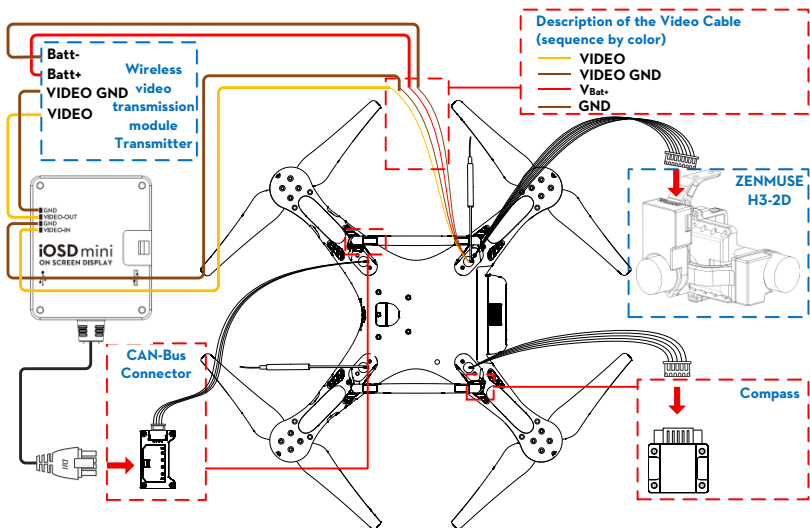 Batt-
Batt+
VIDEO GND
VIDEO
Wireless
video
transmission
module
Transmitter
Description of the Video Cable
(sequence by color)
VIDEO
VIDEO GND
VBat+
GND
ZENMUSE
H3-2D
GND
VIDEO-OUT
GND
VIDEO-IN
iOSD mini
ON SCREEN DISPLAY
CAN-Bus
Connector
Compass
DJI